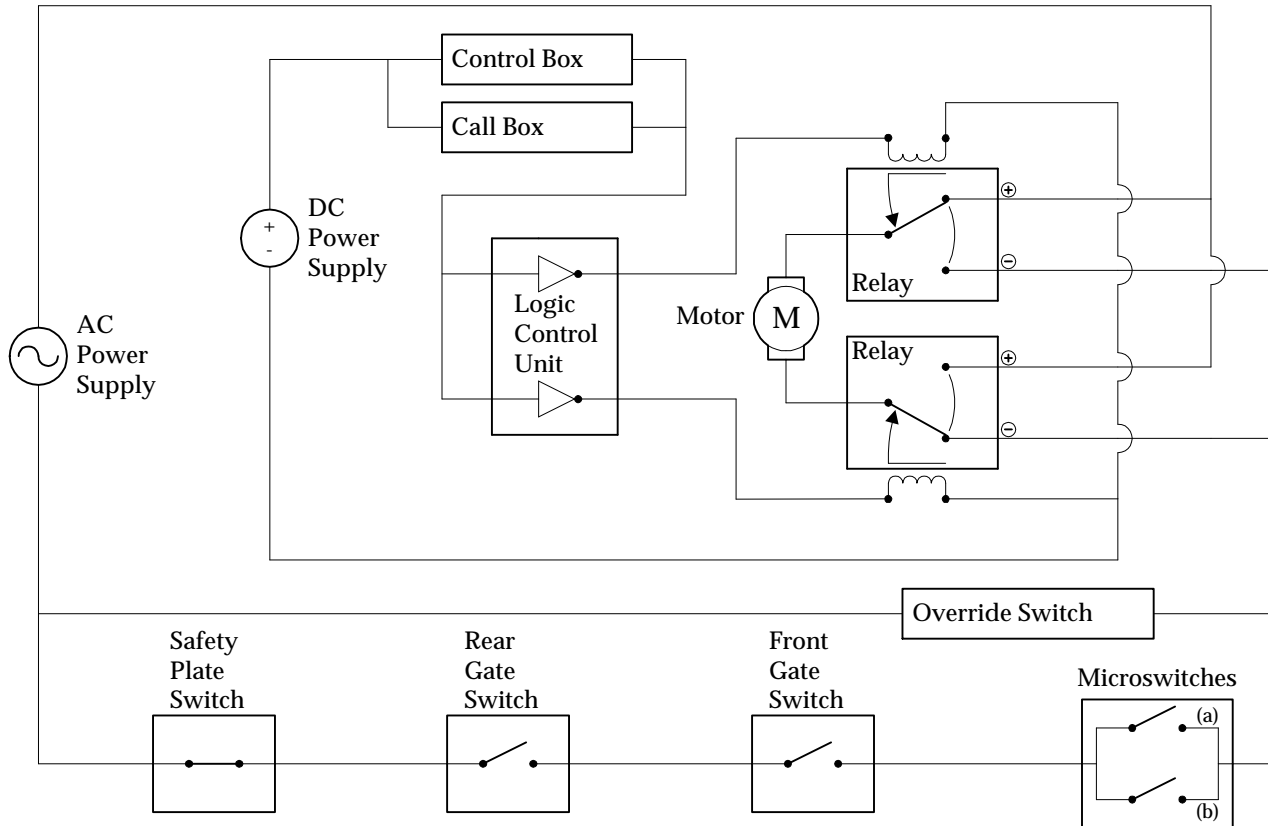 Control Box
Call Box
DC
Power
Supply
+
-
+
-
Relay
Logic
Control
Unit
Motor
M
AC
Power
Supply
Relay
+
-
Override Switch
Safety
Plate
Switch
Rear
Gate
Switch
Front
Gate
Switch
Microswitches
(a)
(b)